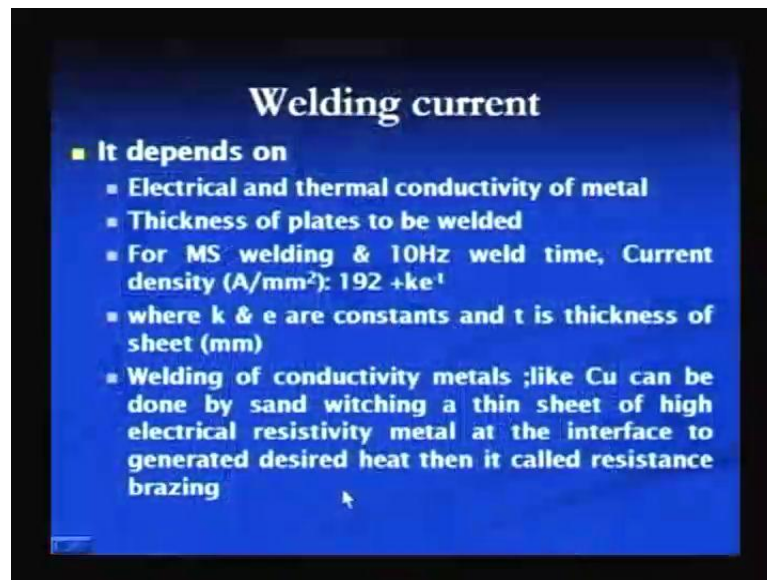 Welding current
It depends on
Electrical and thermal conductivity of metal
Thickness of plates to be welded
For MS welding & 10Hz weld time, Current
density (A/mm²): 192 +ke⁻ᵗ
where k & e are constants and t is thickness of
sheet (mm)
Welding of conductivity metals ;like Cu can be
done by sand witching a thin sheet of high
electrical resistivity metal at the interface to
generated desired heat then it called resistance
brazing